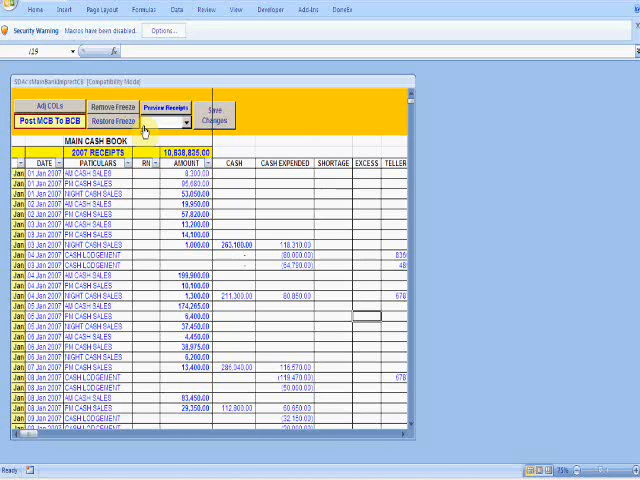 Home Insert Page Layout Formulas Data Review View Developer Add-Ins DoneEx
Security Warning Macros have been disabled. Options...
J19 fx
[Compatibility Mode]
Adj COLs Remove Freeze Preview Receipts Save Changes
Post MCB To BCB Restore Freeze
MAIN CASH BOOK
2007 RECEIPTS 10,638,835.00
DATE PATICULARS RN AMOUNT CASH CASH EXPENDED SHORTAGE EXCESS TELLER
Jan 01 Jan 2007 AM CASH SALES 8,300.00
Jan 01 Jan 2007 PM CASH SALES 95,680.00
Jan 01 Jan 2007 NIGHT CASH SALES 53,050.00
Jan 02 Jan 2007 AM CASH SALES 19,950.00
Jan 02 Jan 2007 PM CASH SALES 57,820.00
Jan 03 Jan 2007 AM CASH SALES 13,200.00
Jan 03 Jan 2007 PM CASH SALES 14,100.00
Jan 03 Jan 2007 NIGHT CASH SALES 1,000.00 263,100.00 118,310.00
Jan 04 Jan 2007 CASH LODGEMENT - (80,000.00) 835
Jan 03 Jan 2007 CASH LODGEMENT - (64,790.00) 48
Jan 04 Jan 2007 AM CASH SALES 199,900.00
Jan 04 Jan 2007 PM CASH SALES 10,100.00
Jan 04 Jan 2007 NIGHT CASH SALES 1,300.00 211,300.00 80,850.00 678
Jan 05 Jan 2007 AM CASH SALES 174,265.00
Jan 05 Jan 2007 PM CASH SALES 6,400.00
Jan 05 Jan 2007 NIGHT CASH SALES 37,450.00
Jan 06 Jan 2007 AM CASH SALES 4,450.00
Jan 06 Jan 2007 PM CASH SALES 38,975.00
Jan 06 Jan 2007 NIGHT CASH SALES 6,200.00
Jan 07 Jan 2007 PM CASH SALES 13,400.00 286,040.00 116,570.00
Jan 08 Jan 2007 CASH LODGEMENT (119,470.00) 678
Jan 08 Jan 2007 CASH LODGEMENT (50,000.00)
Jan 08 Jan 2007 AM CASH SALES 83,450.00
Jan 08 Jan 2007 PM CASH SALES 29,350.00 112,800.00 60,650.00
Jan 09 Jan 2007 CASH LODGEMENT (32,150.00)
Ready 75%